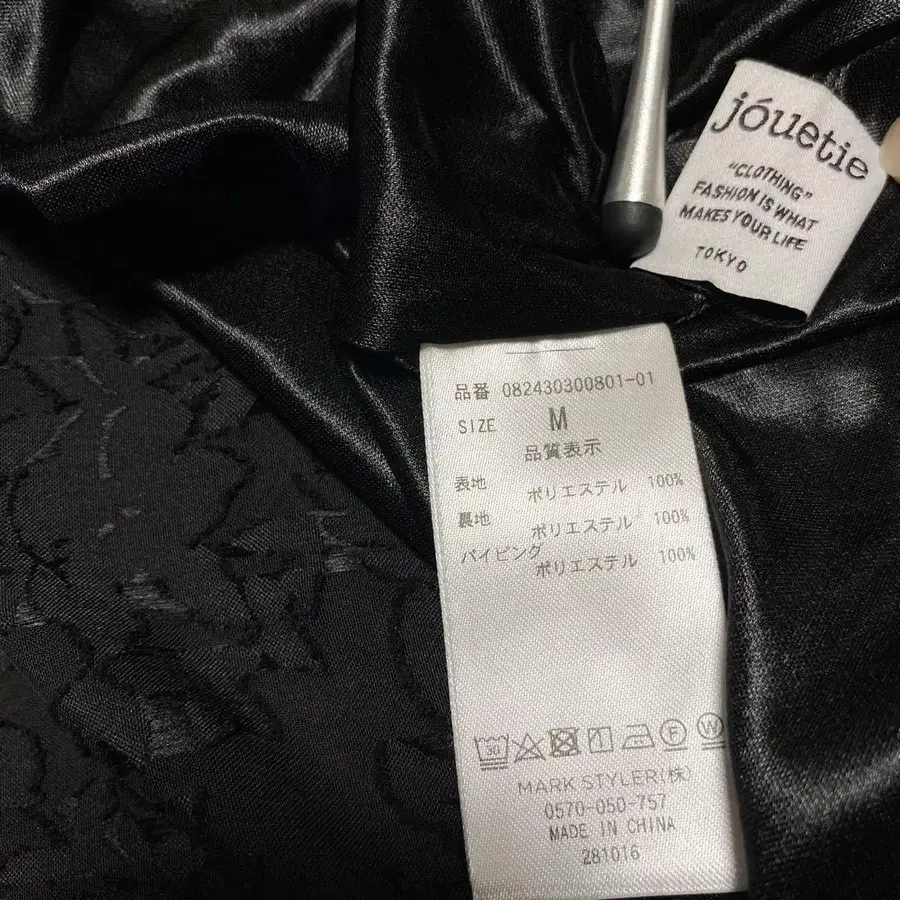 jóuetie
"CLOTHING"
FASHION IS WHAT
MAKES YOUR LIFE
TOKYO
品番 082430300801-01
SIZE M
品質表示
表地 ポリエステル 100%
裏地 ポリエステル 100%
パイピング ポリエステル 100%
30 F W
MARK STYLER(株)
0570-050-757
MADE IN CHINA
281016